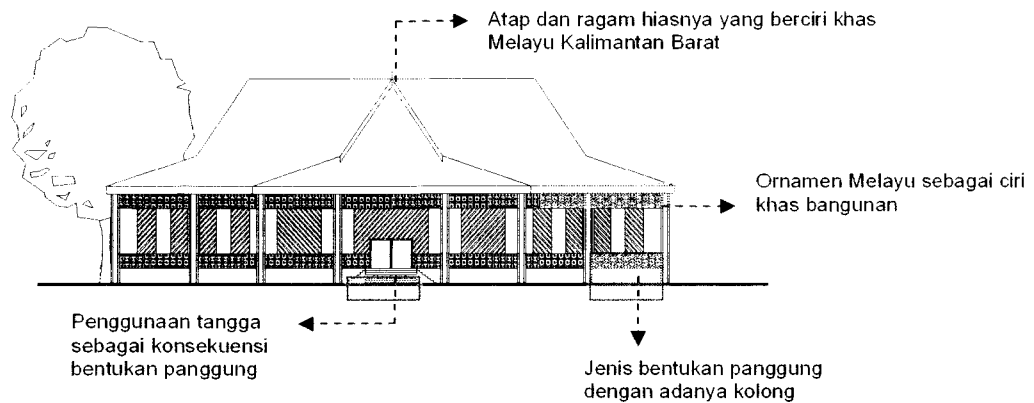 Atap dan ragam hiasnya yang berciri khas
Melayu Kalimantan Barat
Ornamen Melayu sebagai ciri
khas bangunan
Penggunaan tangga
sebagai konsekuensi
bentukan panggung
Jenis bentukan panggung
dengan adanya kolong